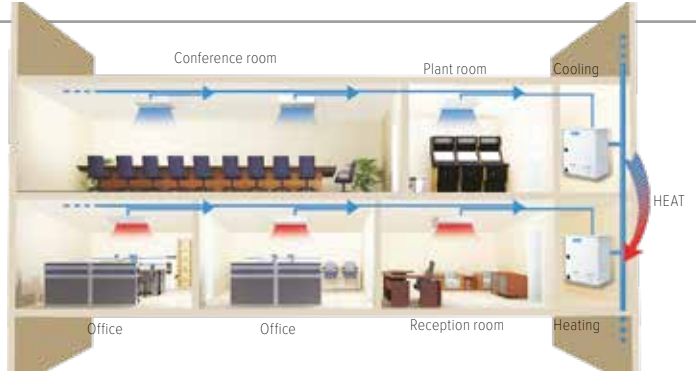 Conference room
Plant room
Cooling
HEAT
Office
Office
Reception room
Heating